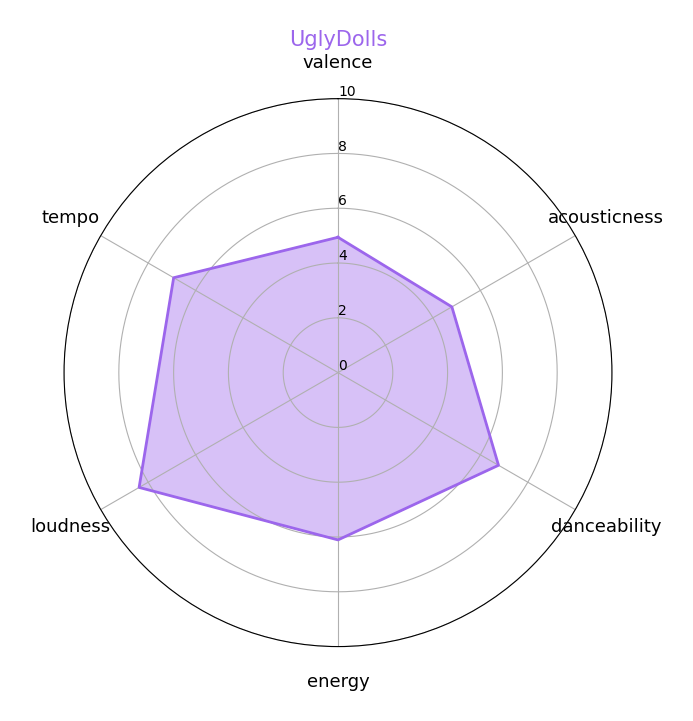 UglyDolls
valence
10
8
tempo
6
acousticness
4
2
0
loudness
danceability
energy